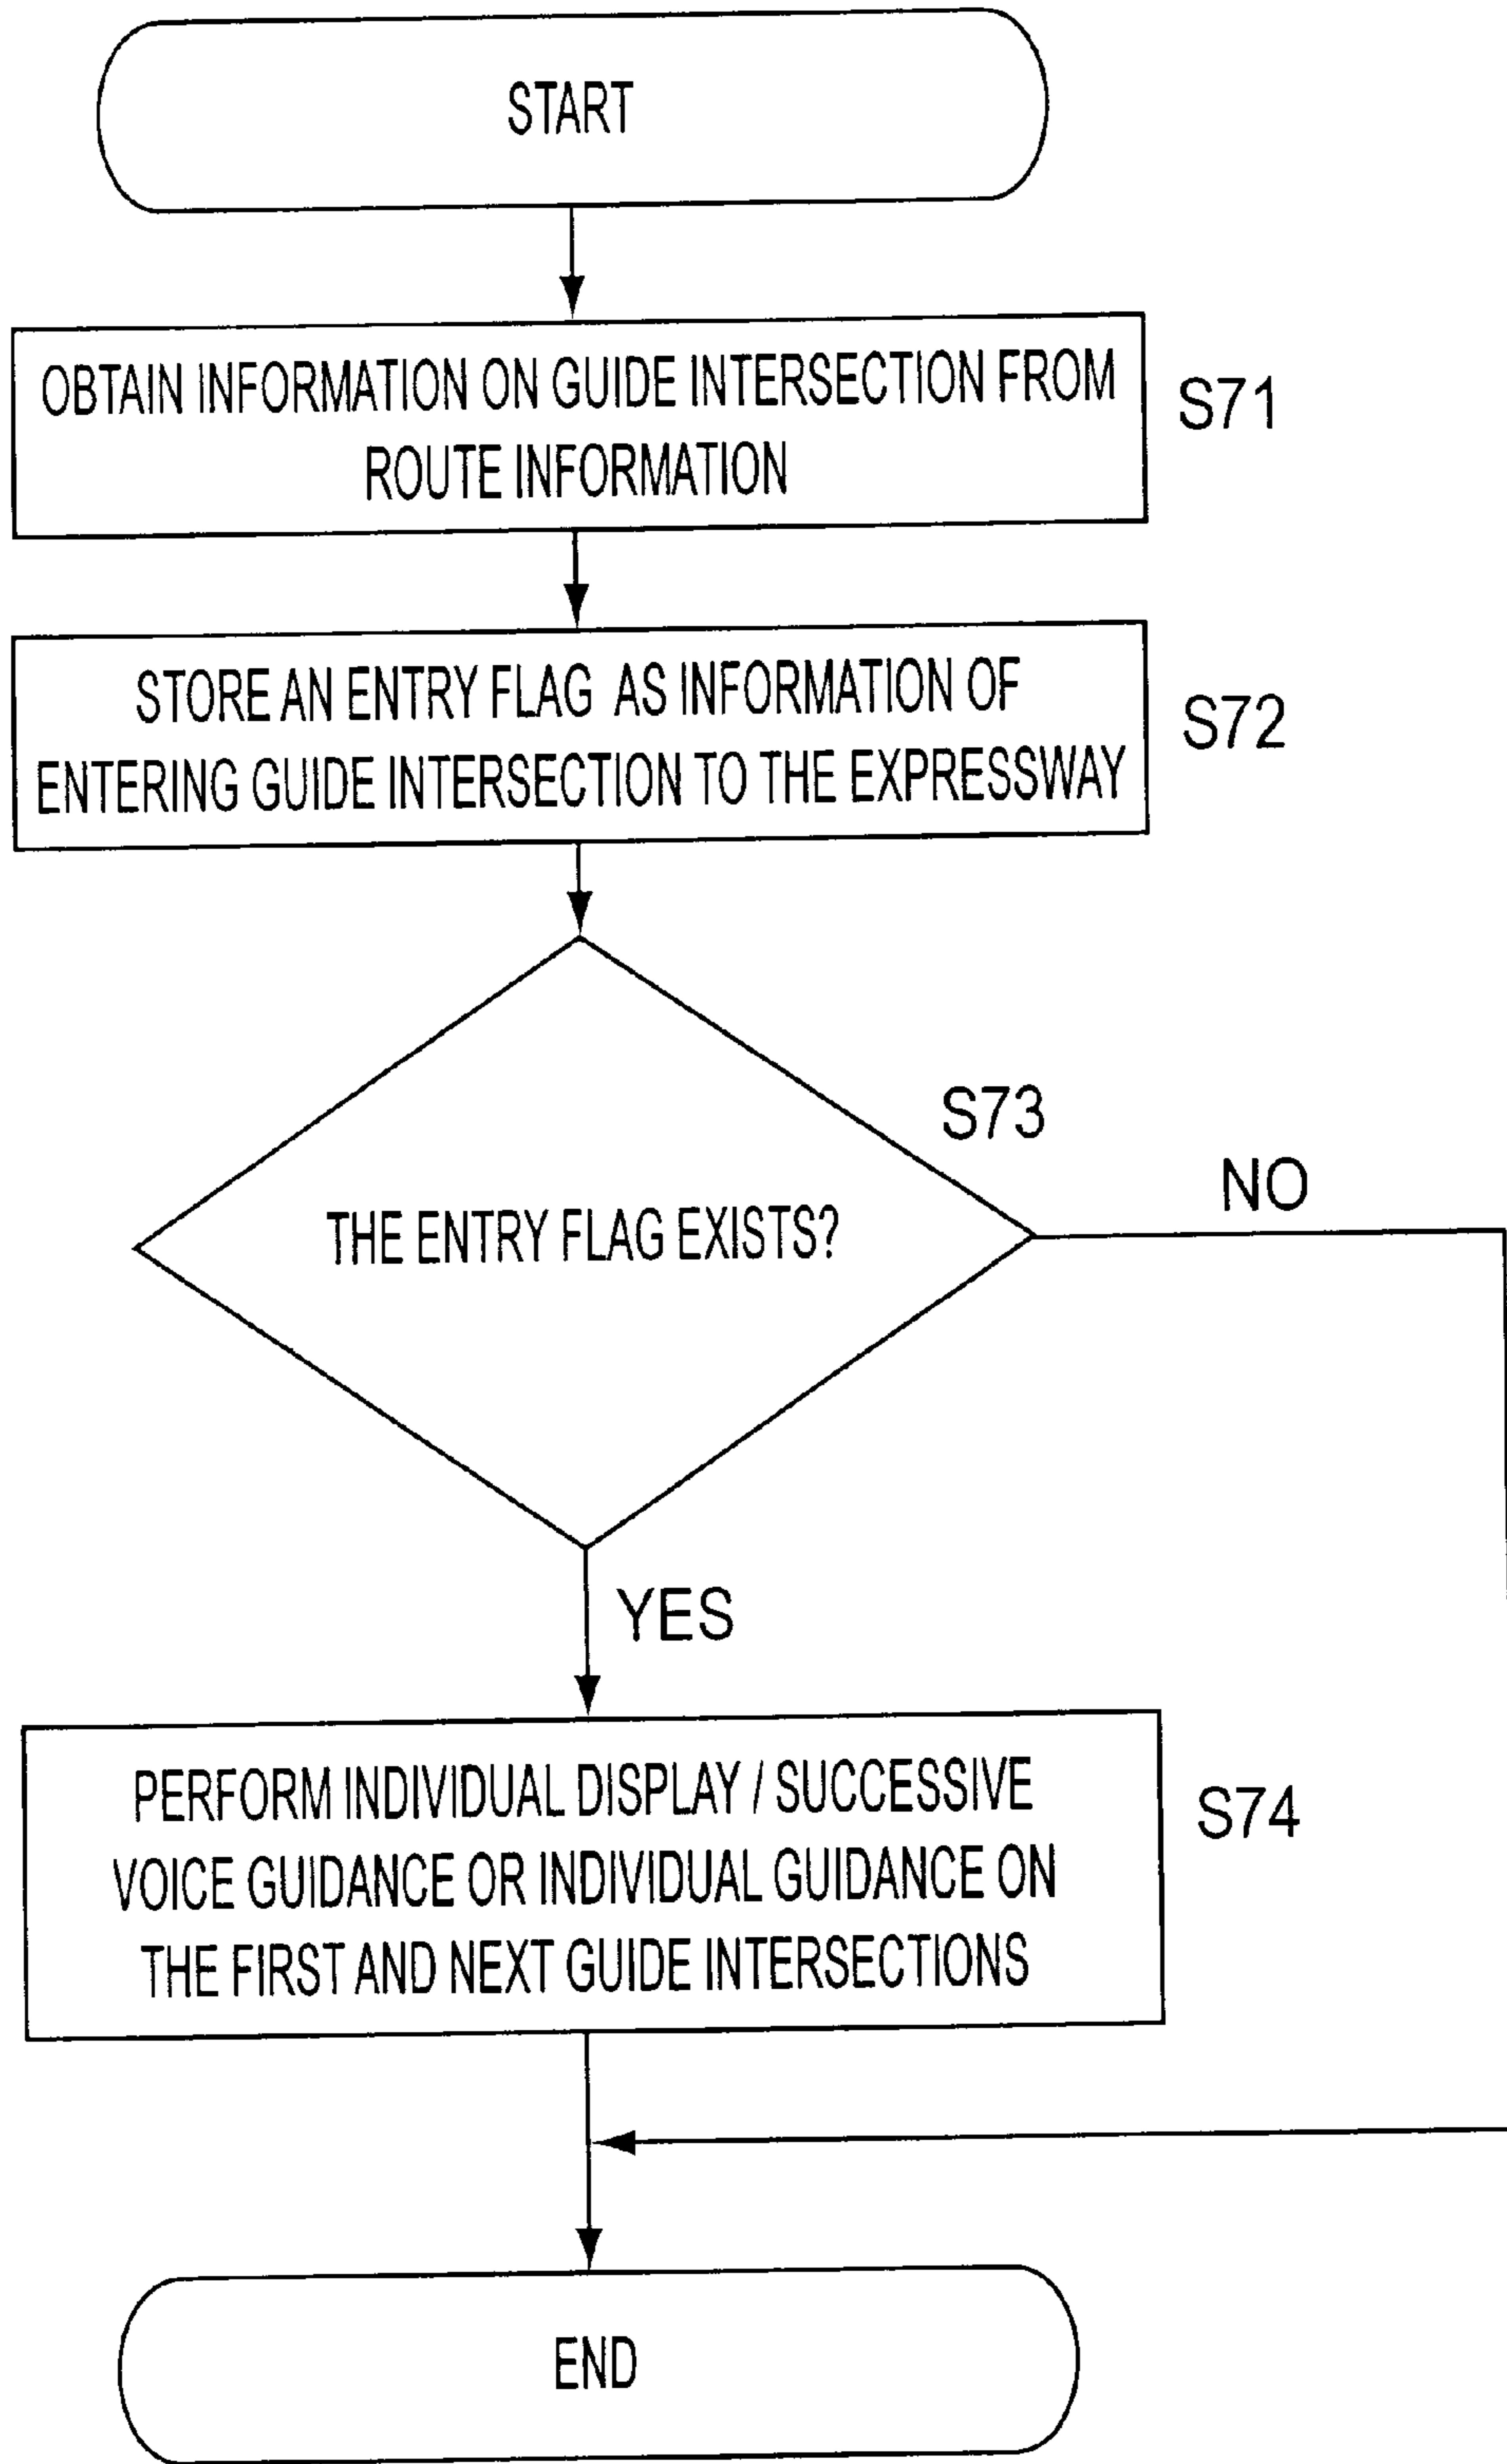 START
OBTAIN INFORMATION ON GUIDE INTERSECTION FROM
ROUTE INFORMATION
S71
STORE AN ENTRY FLAG AS INFORMATION OF
ENTERING GUIDE INTERSECTION TO THE EXPRESSWAY
S72
S73
THE ENTRY FLAG EXISTS?
NO
YES
PERFORM INDIVIDUAL DISPLAY / SUCCESSIVE
VOICE GUIDANCE OR INDIVIDUAL GUIDANCE ON
THE FIRST AND NEXT GUIDE INTERSECTIONS
S74
END